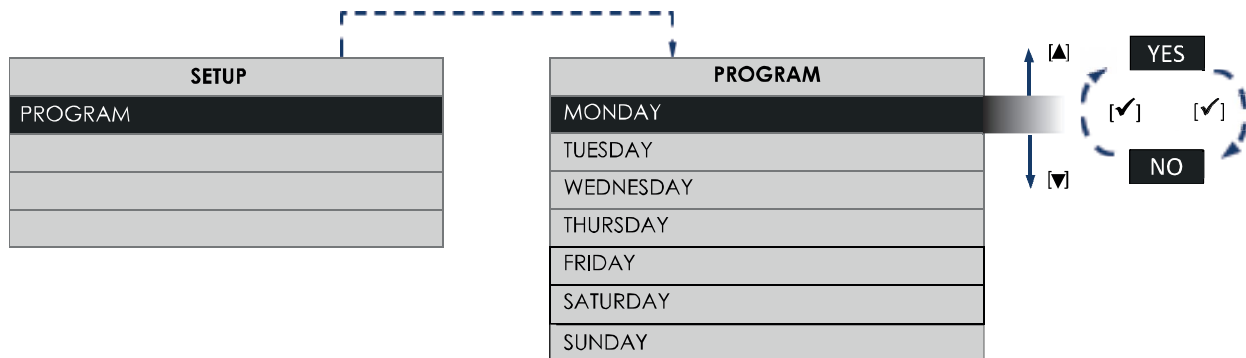 SETUP
PROGRAM
PROGRAM
MONDAY
TUESDAY
WEDNESDAY
THURSDAY
FRIDAY
SATURDAY
SUNDAY
[▲]
YES
[✔] [✔]
NO
[▼]